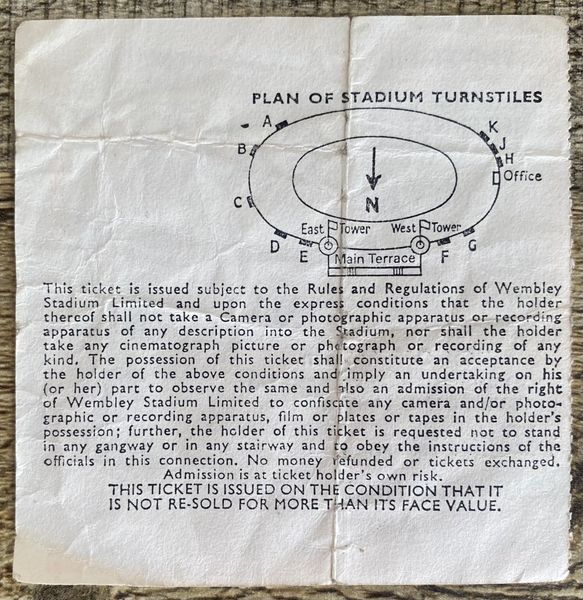 PLAN OF STADIUM TURNSTILES
A
K
B
J
H
Office
C
N
East Tower
West Tower
D
E
Main Terrace
F
G
This ticket is issued subject to the Rules and Regulations of Wembley
Stadium Limited and upon the express conditions that the holder
thereof shall not take a Camera or photographic apparatus or recording
apparatus of any description into the Stadium, nor shall the holder
take any cinematograph picture or photograph or recording of any
kind. The possession of this ticket shall constitute an acceptance by
the holder of the above conditions and imply an undertaking on his
(or her) part to observe the same and also an admission of the right
of Wembley Stadium Limited to confiscate any camera and/or photo-
graphic or recording apparatus, film or plates or tapes in the holder's
possession; further, the holder of this ticket is requested not to stand
in any gangway or in any stairway and to obey the instructions of the
officials in this connection. No money refunded or tickets exchanged.
Admission is at ticket holder's own risk.
THIS TICKET IS ISSUED ON THE CONDITION THAT IT
IS NOT RE-SOLD FOR MORE THAN ITS FACE VALUE.